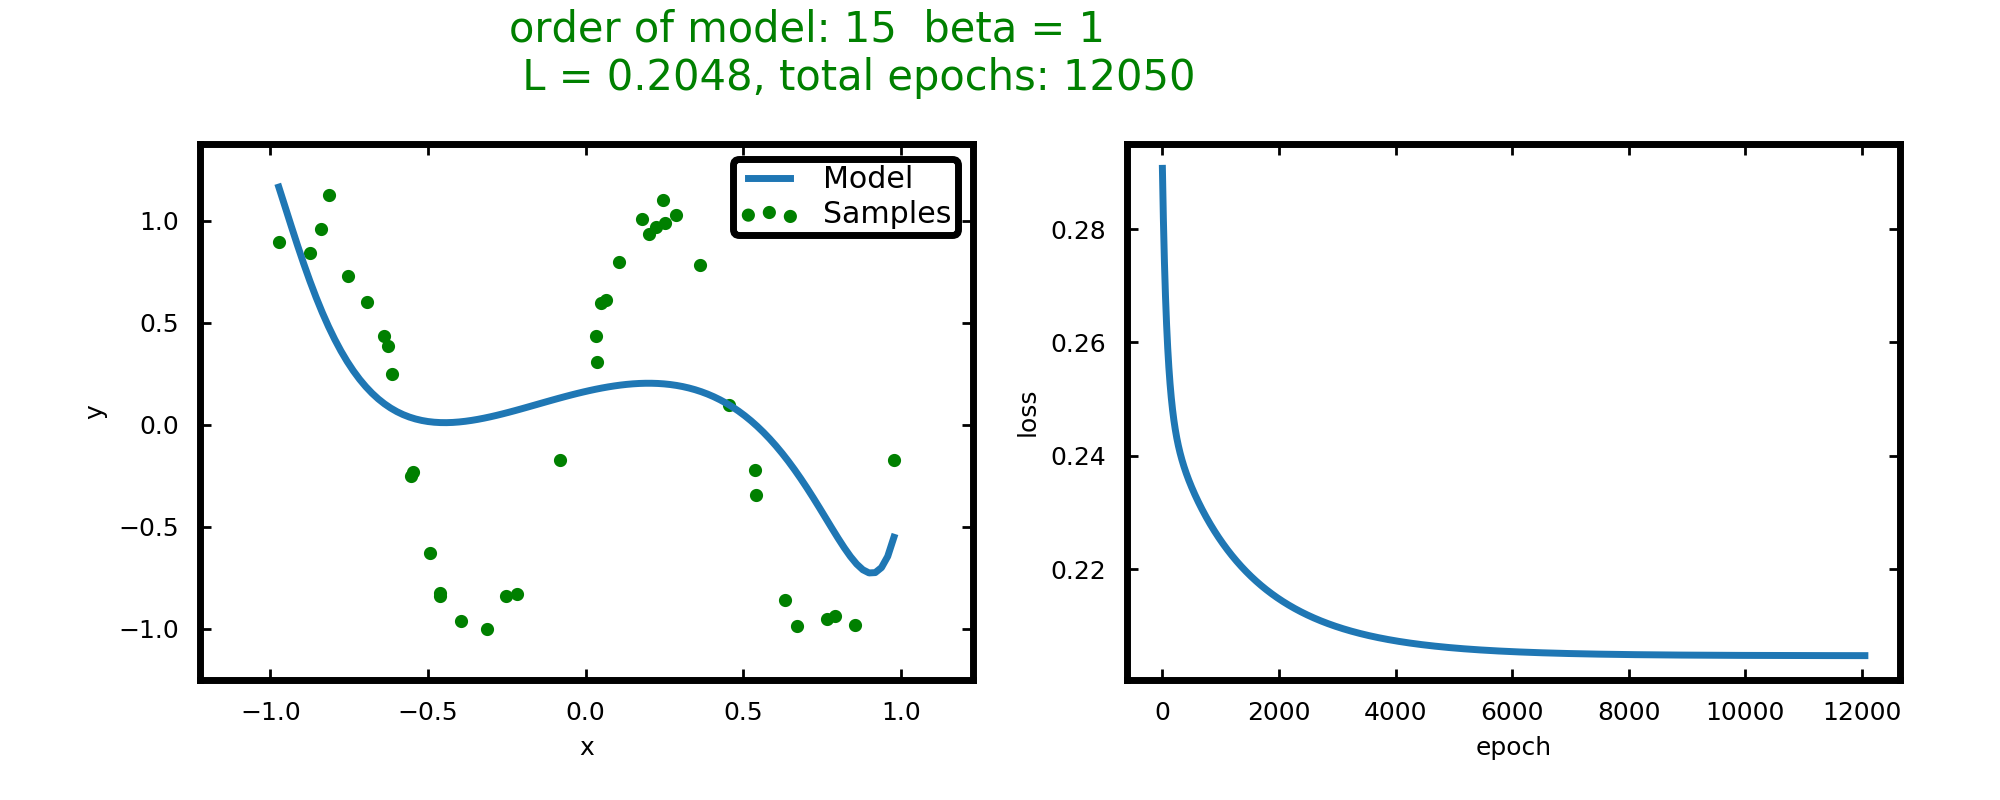 order of model: 15  beta = 1
L = 0.2048, total epochs: 12050
Model
Samples
1.0
0.5
0.0
−0.5
−1.0
y
−1.0
−0.5
0.0
0.5
1.0
x
0.28
0.26
0.24
0.22
loss
0
2000
4000
6000
8000
10000
12000
epoch